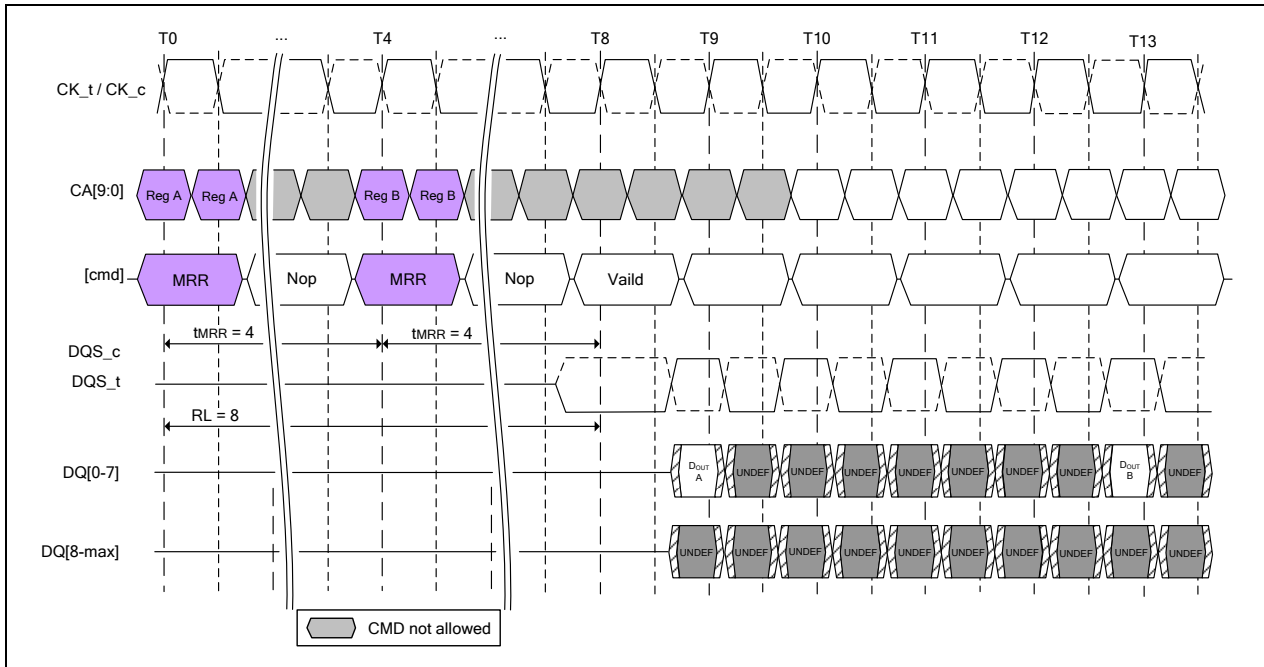 T0 ... T4 ... T8 T9 T10 T11 T12 T13
CK_t / CK_c
CA[9:0] Reg A Reg A Reg B Reg B
[cmd] MRR Nop MRR Nop Vaild
tMRR = 4 tMRR = 4
DQS_c
DQS_t
RL = 8
DQ[0-7] DOUT A UNDEF UNDEF UNDEF UNDEF UNDEF UNDEF UNDEF DOUT B UNDEF
DQ[8-max] UNDEF UNDEF UNDEF UNDEF UNDEF UNDEF UNDEF UNDEF UNDEF UNDEF
CMD not allowed